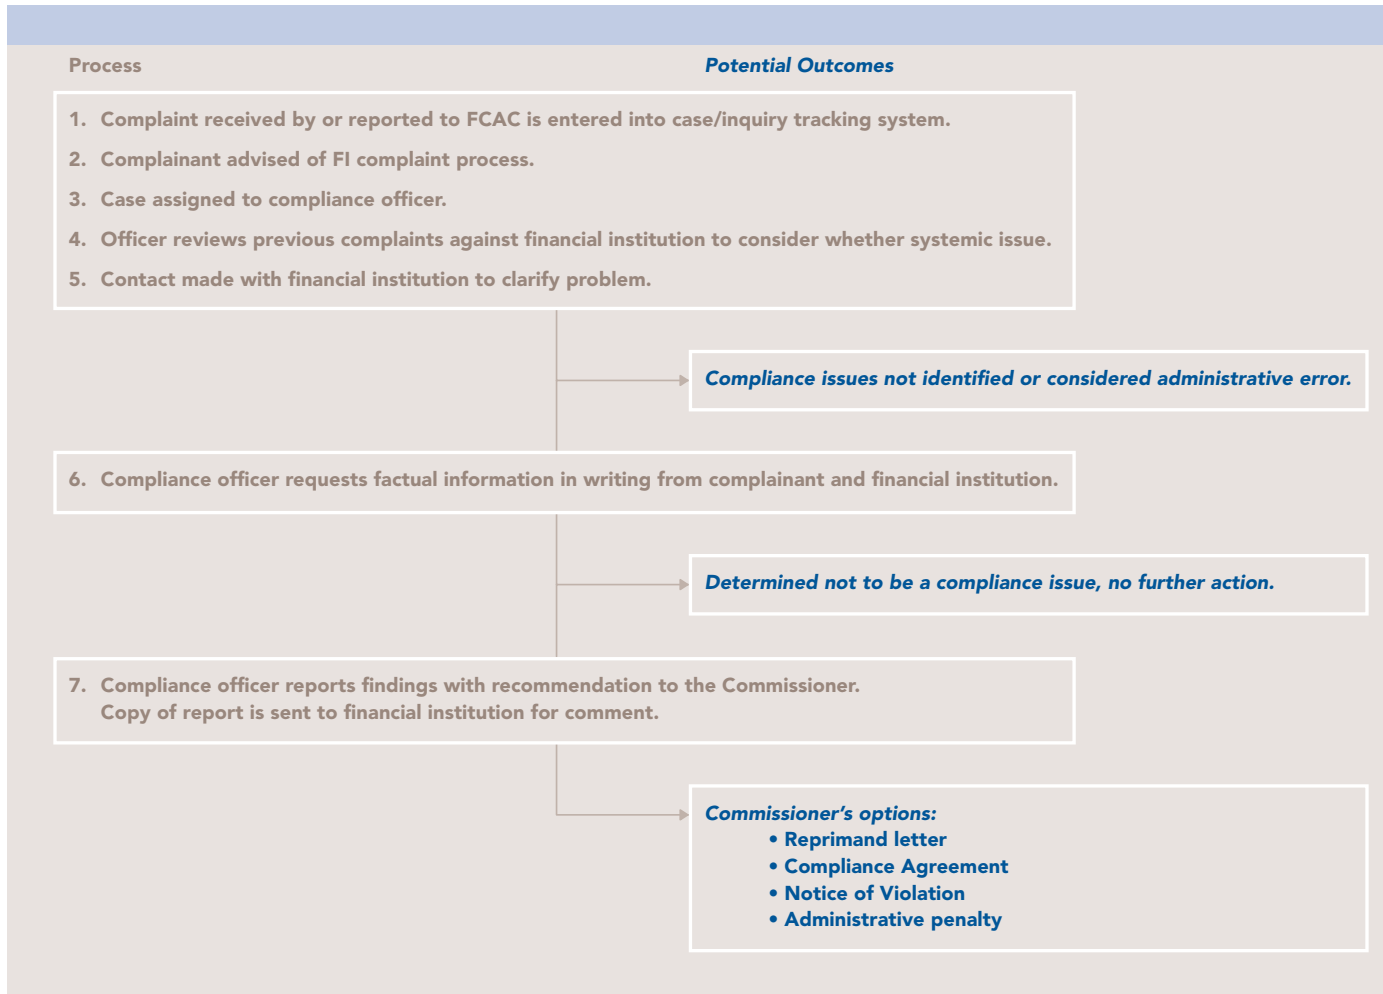 Process
Potential Outcomes
1. Complaint received by or reported to FCAC is entered into case/inquiry tracking system.
2. Complainant advised of FI complaint process.
3. Case assigned to compliance officer.
4. Officer reviews previous complaints against financial institution to consider whether systemic issue.
5. Contact made with financial institution to clarify problem.
Compliance issues not identified or considered administrative error.
6. Compliance officer requests factual information in writing from complainant and financial institution.
Determined not to be a compliance issue, no further action.
7. Compliance officer reports findings with recommendation to the Commissioner.
Copy of report is sent to financial institution for comment.
Commissioner’s options:
• Reprimand letter
• Compliance Agreement
• Notice of Violation
• Administrative penalty